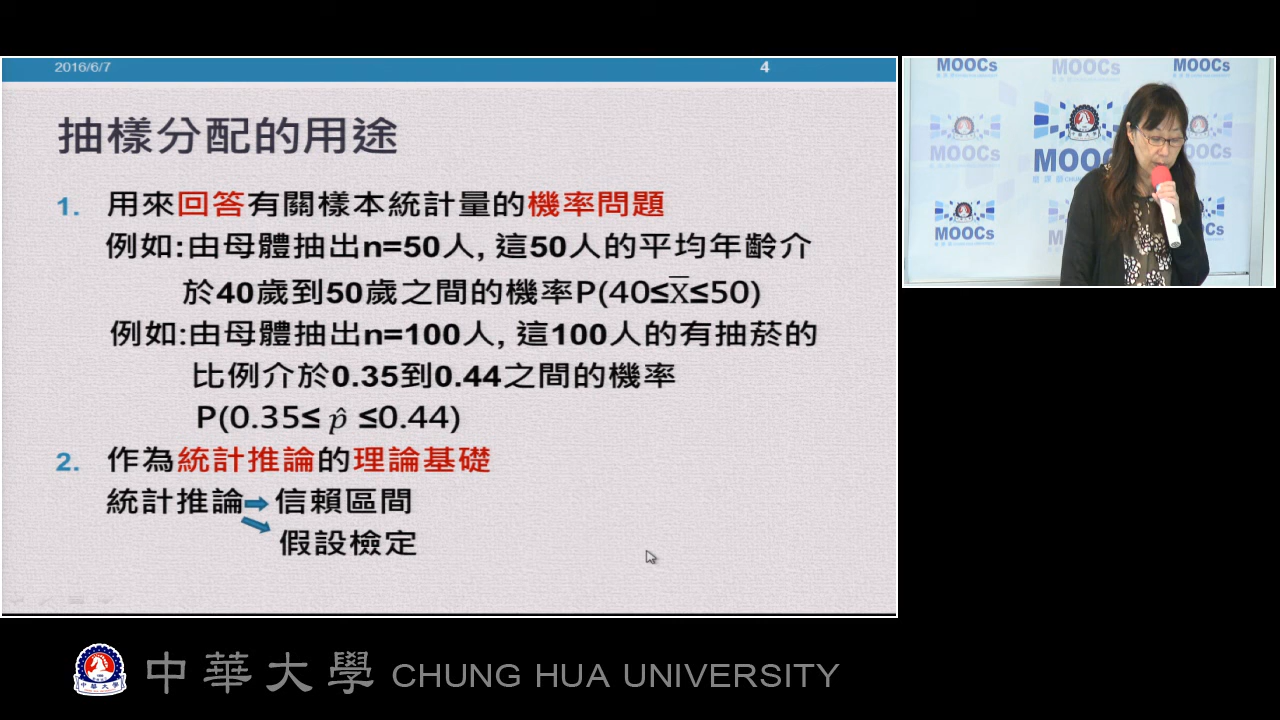 2016/6/7
4
抽樣分配的用途
1. 用來回答有關樣本統計量的機率問題
例如:由母體抽出n=50人, 這50人的平均年齡介
於40歲到50歲之間的機率P(40≤x̅≤50)
例如:由母體抽出n=100人, 這100人的有抽菸的
比例介於0.35到0.44之間的機率
P(0.35≤ p̂ ≤0.44)
2. 作為統計推論的理論基礎
統計推論➡信賴區間
假設檢定
MOOCs
MOOCs
MOOCs
MOOCs
MOOCs
MOOCs
MOOCs
中華大學 CHUNG HUA UNIVERSITY